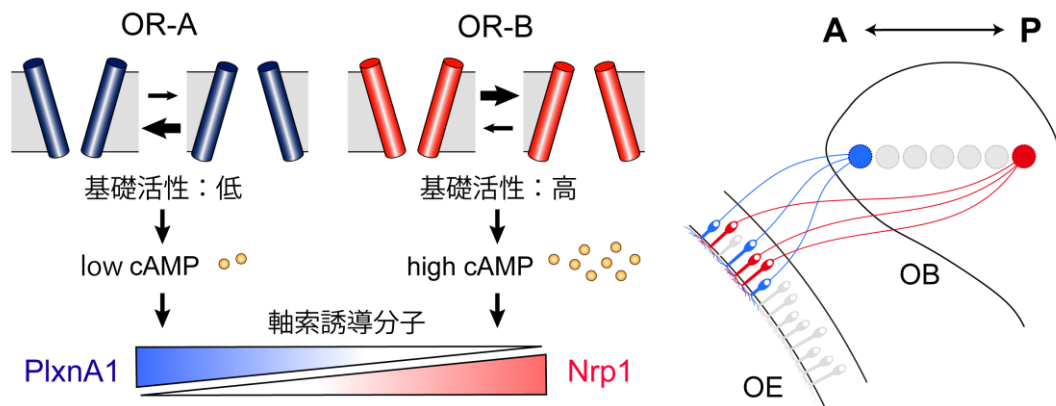 OR-A
OR-B
基礎活性：低
基礎活性：高
low cAMP
high cAMP
軸索誘導分子
PlxnA1
Nrp1
A
P
OB
OE